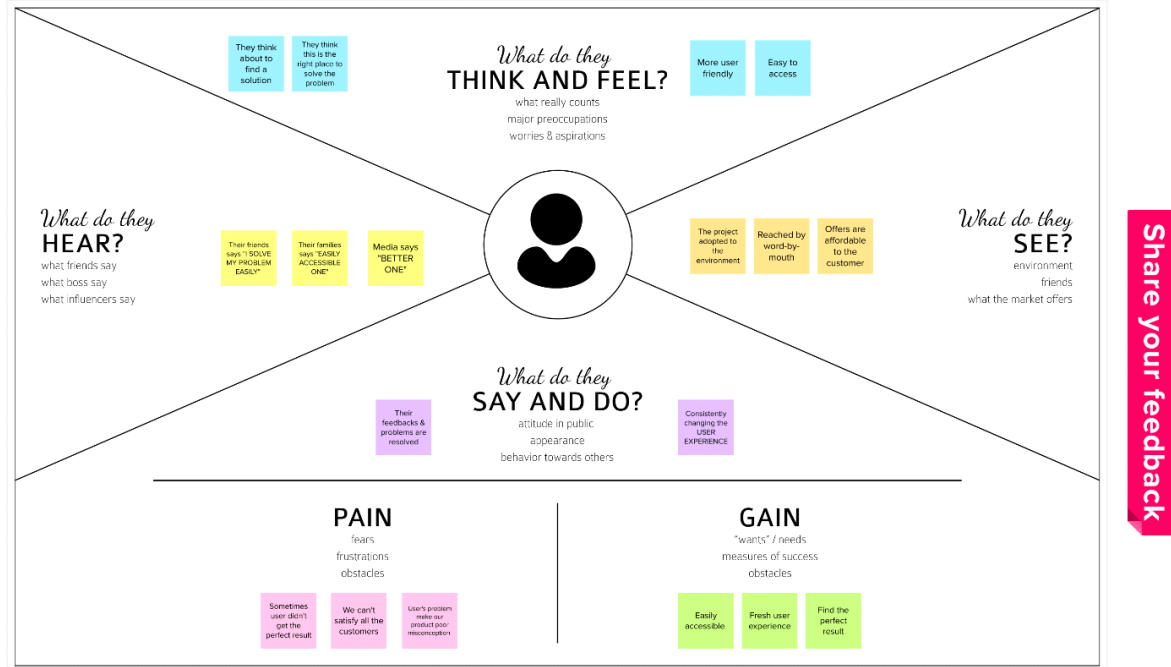 They think
about to
find a
solution
They think
this is the
right place to
solve the
problem
What do they
THINK AND FEEL?
what really counts
major preoccupations
worries & aspirations
More user
friendly
Easy to
access
What do they
HEAR?
what friends say
what boss say
what influencers say
Their friends
says "I SOLVE
MY PROBLEM
EASILY"
Their families
says "EASILY
ACCESSIBLE
ONE"
Media says
"BETTER
ONE"
The project
adopted to
the
environment
Reached by
word-by-
mouth
Offers are
affordable
to the
customer
What do they
SEE?
environment
friends
what the market offers
What do they
SAY AND DO?
attitude in public
appearance
behavior towards others
Their
feedbacks &
problems are
resolved
Consistently
changing the
USER
EXPERIENCE
PAIN
fears
frustrations
obstacles
Sometimes
user didn't
get the
perfect result
We can't
satisfy all the
customers
User's problem
make our
product poor
misconception
GAIN
"wants" / needs
measures of success
obstacles
Easily
accessible
Fresh user
experience
Find the
perfect
result
Share your feedback